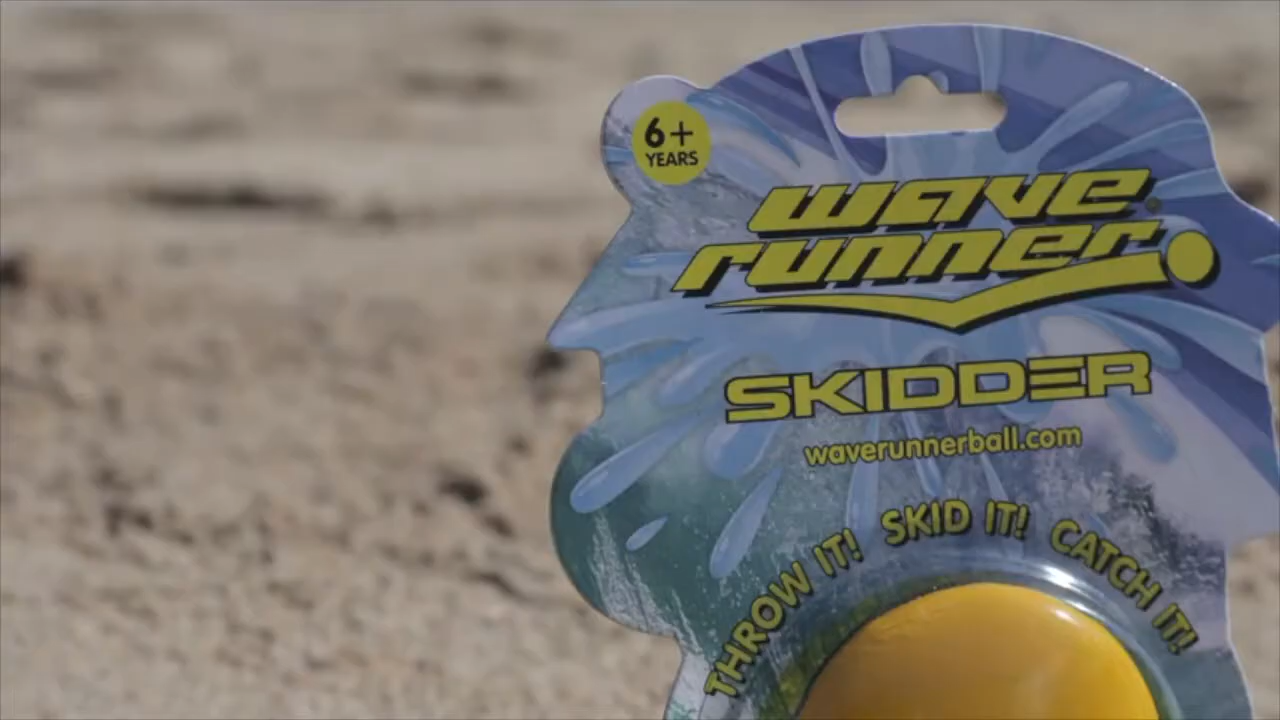 6+
YEARS
wave
runner
SKIDDER
waverunnerball.com
THROW IT! SKID IT! CATCH IT!